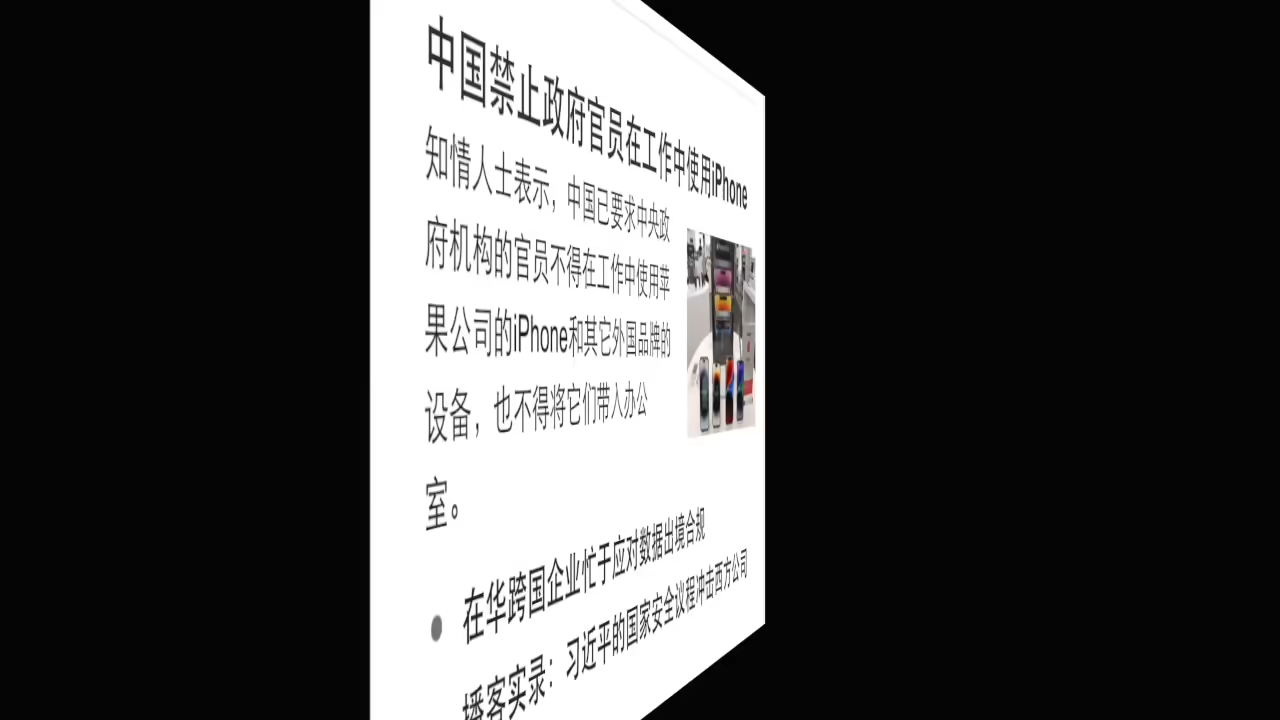 中国禁止政府官员在工作中使用iPhone
知情人士表示，中国已要求中央政
府机构的官员不得在工作中使用苹
果公司的iPhone和其它外国品牌的
设备，也不得将它们带入办公
室。
在华跨国企业忙于应对数据出境合规
播客实录：习近平的国家安全议程冲击西方公司